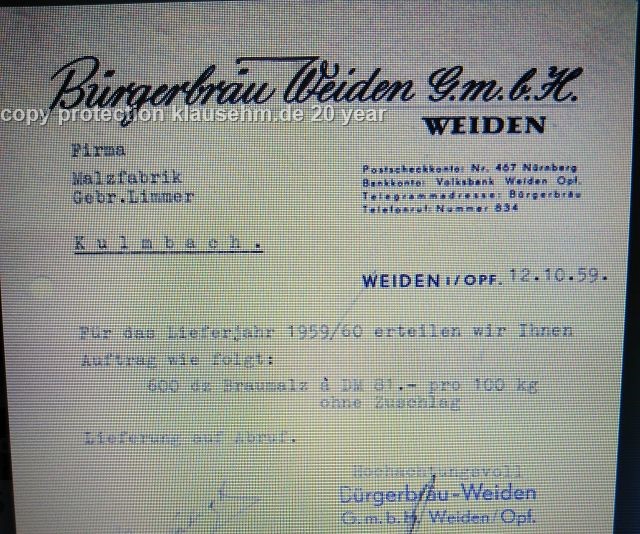 Bürgerbräu Weiden G.m.b.H.
copy protection klausehm.de 20 year
WEIDEN
Firma
Malzfabrik
Gebr.Limmer
Kulmbach.
Postscheckkonto: Nr. 467 Nürnberg
Bankkonto: Volksbank Weiden Opf.
Telegrammadresse: Bürgerbräu
Telefonruf: Nummer 834
WEIDEN I/OPF. 12.10.59.
Für das Lieferjahr 1959/60 erteilen wir Ihnen
Auftrag wie folgt:
600 dz Braumalz à DM 81.- pro 100 kg
ohne Zuschlag
Lieferung auf Abruf.
Hochachtungsvoll
Bürgerbräu-Weiden
G.m.b.H. Weiden/Opf.